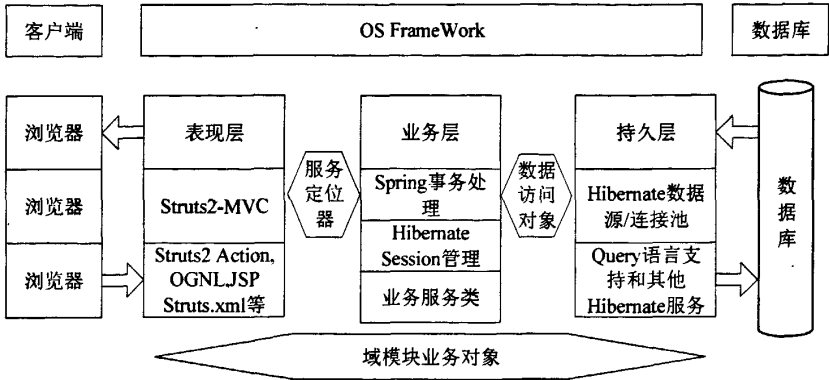 客户端
OS FrameWork
数据库
浏览器
表现层
业务层
持久层
浏览器
Struts2-MVC
服务
定位
器
Spring事务处
理
数据
访问
对象
Hibernate数据
源/连接池
数据库
浏览器
Struts2 Action,
OGNL,JSP
Struts.xml等
Hibernate
Session管理
业务服务类
Query语言支
持和其他
Hibernate服务
域模块业务对象